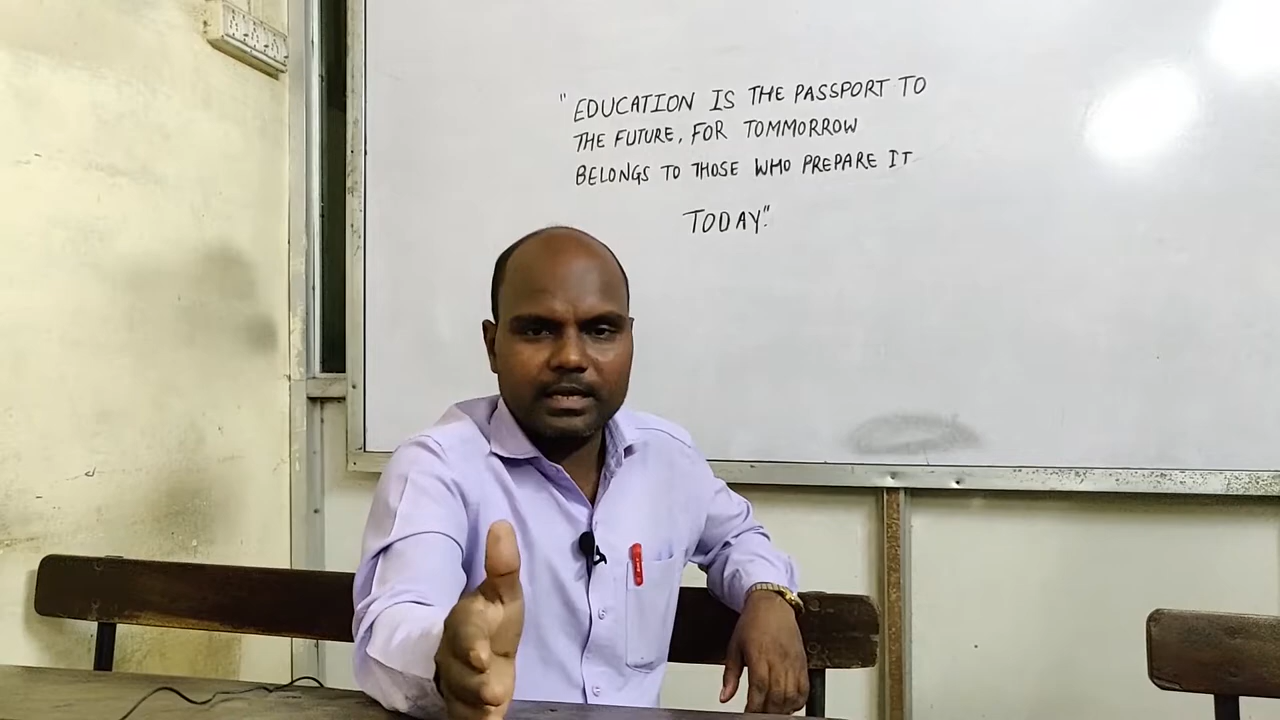 "EDUCATION IS THE PASSPORT TO
THE FUTURE, FOR TOMMORROW
BELONGS TO THOSE WHO PREPARE IT
TODAY."